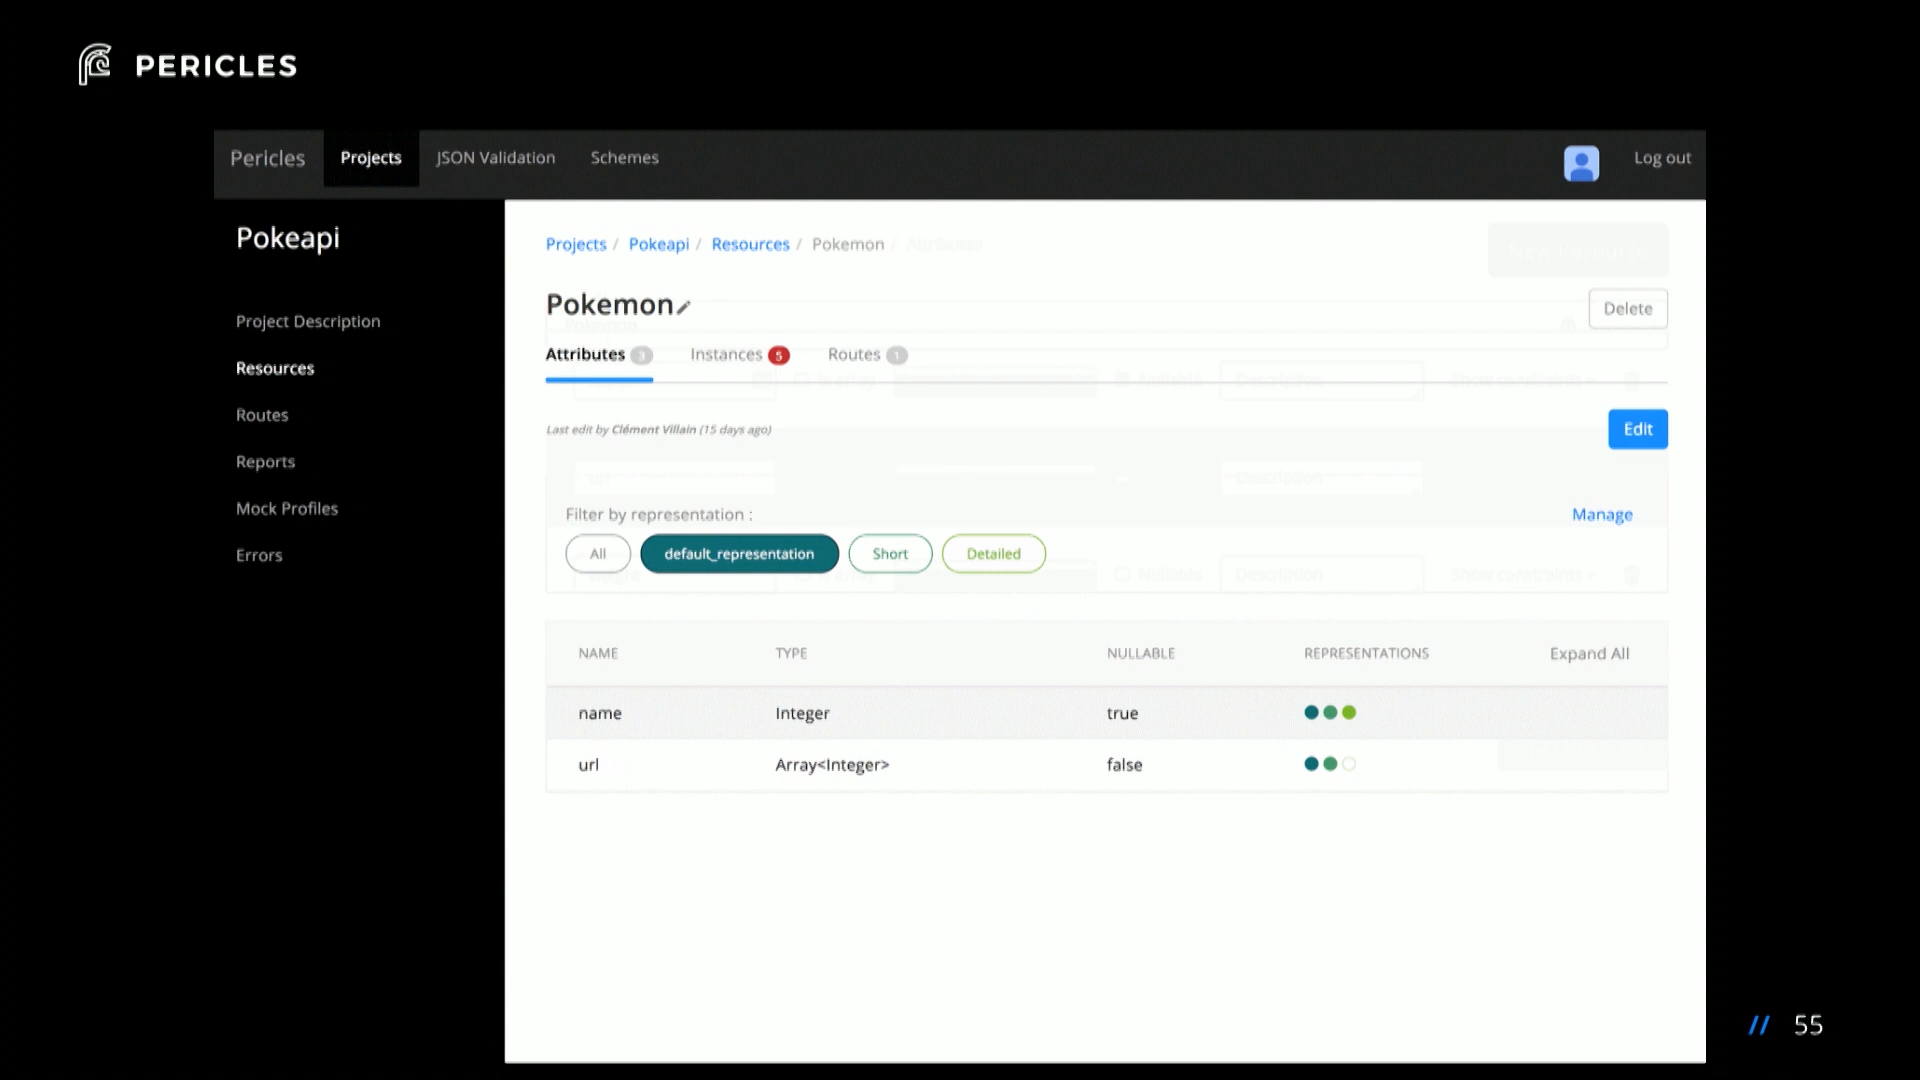 PERICLES
Pericles Projects JSON Validation Schemes Log out
Pokeapi
Project Description
Resources
Routes
Reports
Mock Profiles
Errors
Projects / Pokeapi / Resources / Pokemon / Attributes
Pokemon
Delete
Attributes 3 Instances 5 Routes 1
Last edit by Clément Villain (15 days ago)
Edit
Filter by representation :
Manage
All default_representation Short Detailed
NAME TYPE NULLABLE REPRESENTATIONS Expand All
name Integer true
url Array<Integer> false
// 55